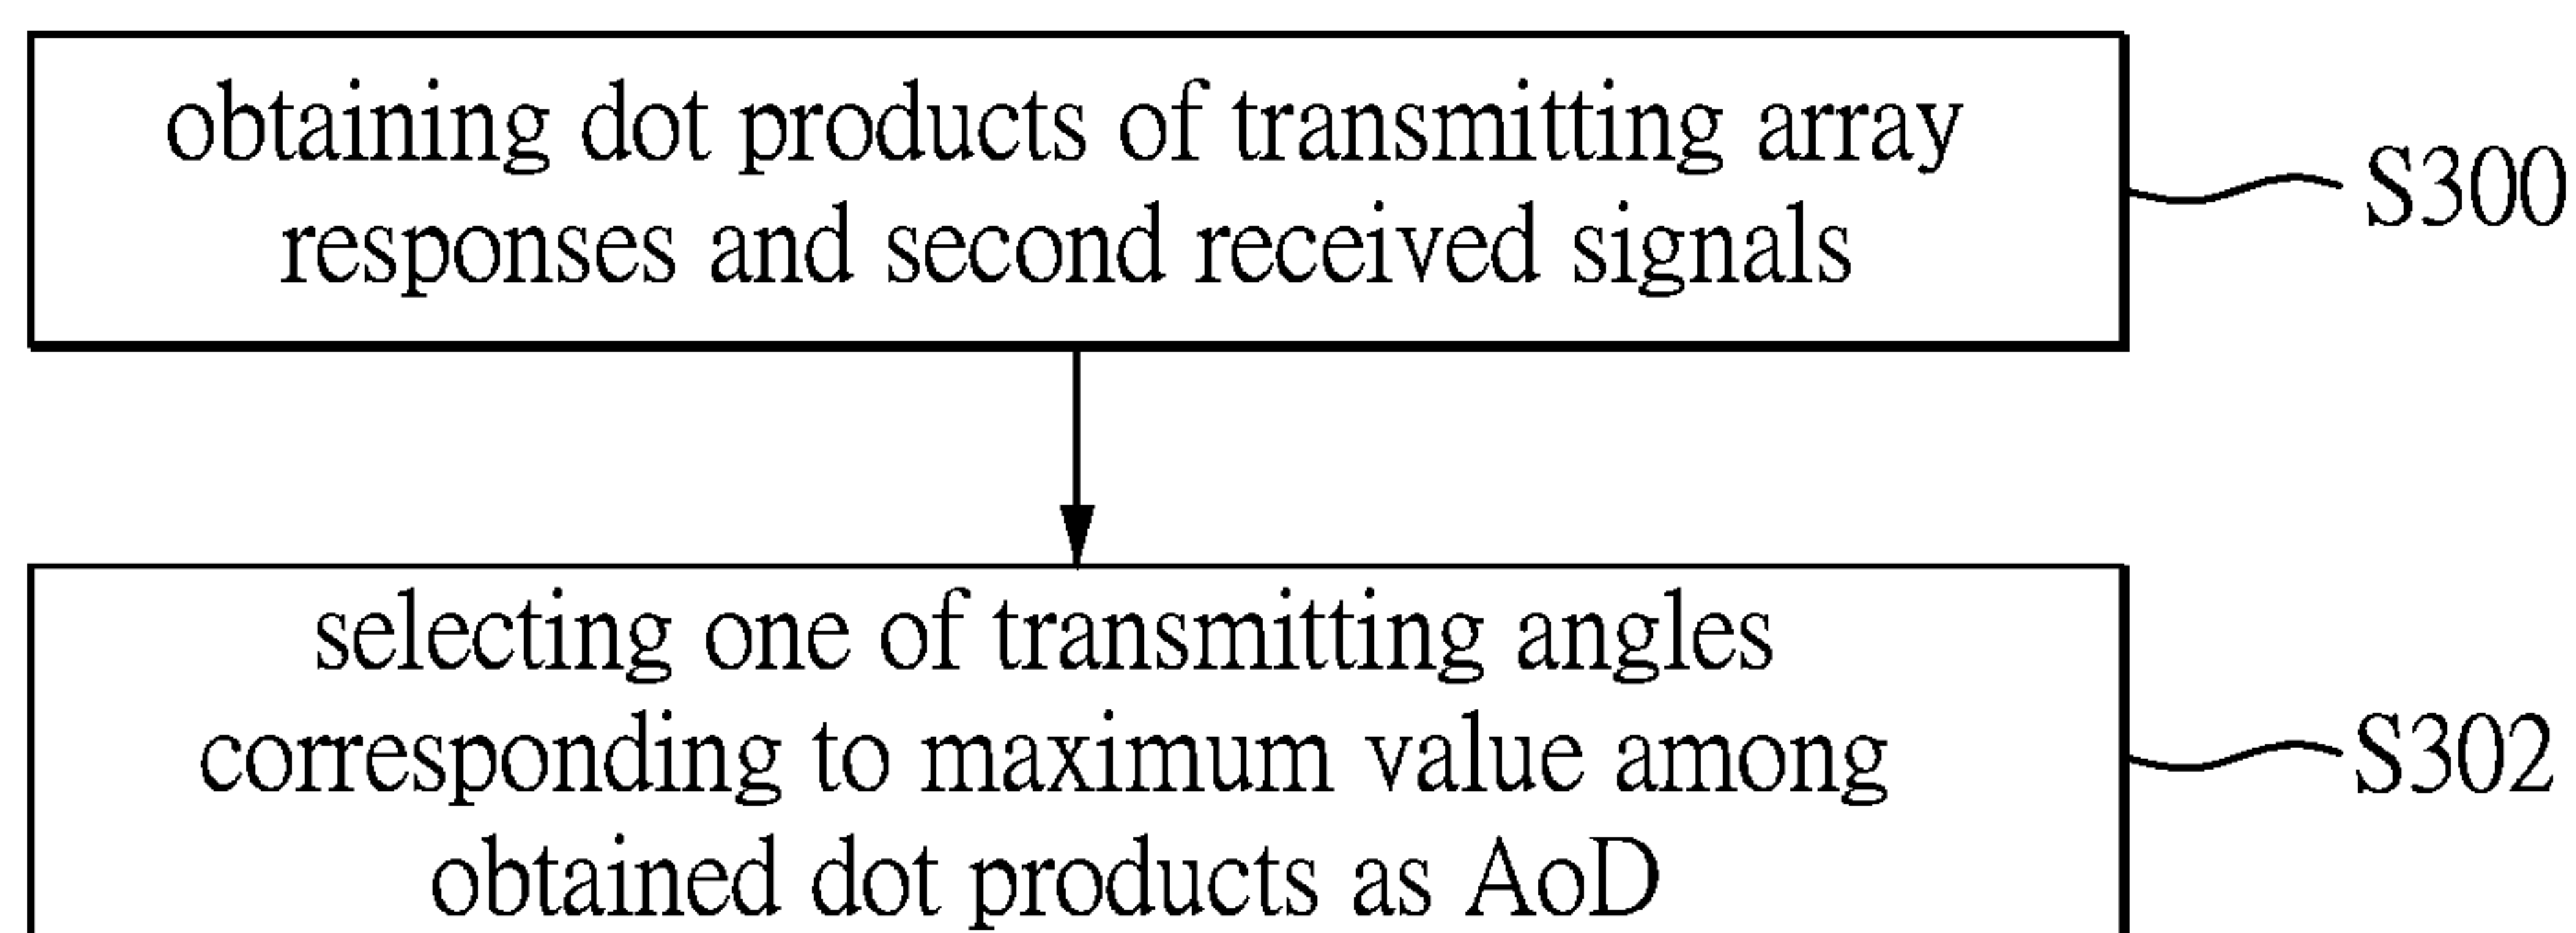 obtaining dot products of transmitting array
responses and second received signals
S300
selecting one of transmitting angles
corresponding to maximum value among
obtained dot products as AoD
S302